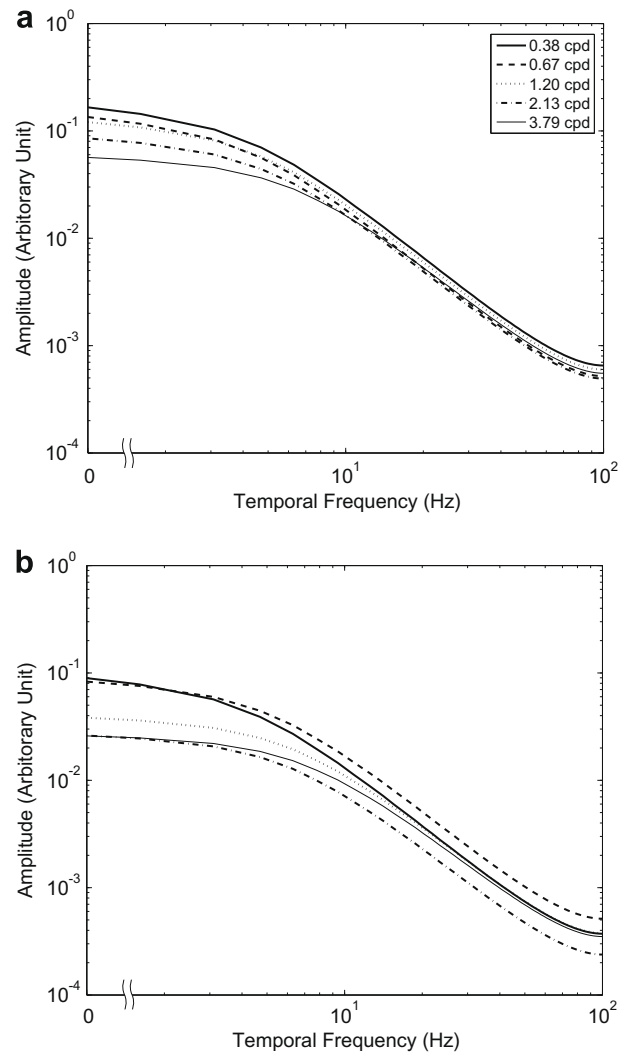 a
10^0
10^-1
10^-2
10^-3
10^-4
Amplitude (Arbitorary Unit)
0.38 cpd
0.67 cpd
1.20 cpd
2.13 cpd
3.79 cpd
0
10^1
10^2
Temporal Frequency (Hz)
b
10^0
10^-1
10^-2
10^-3
10^-4
Amplitude (Arbitorary Unit)
0
10^1
10^2
Temporal Frequency (Hz)